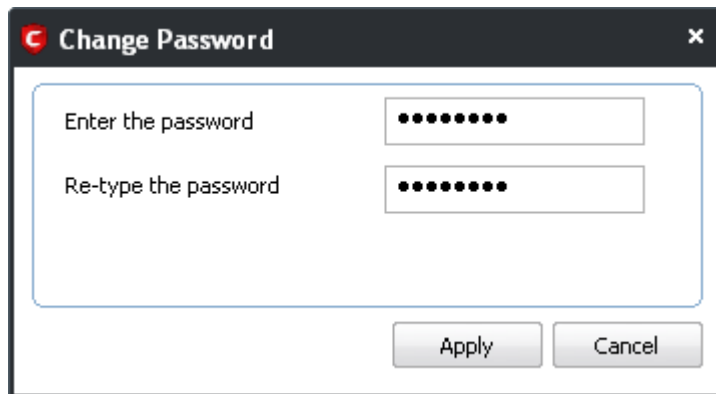 Change Password
Enter the password ••••••••
Re-type the password ••••••••
Apply Cancel